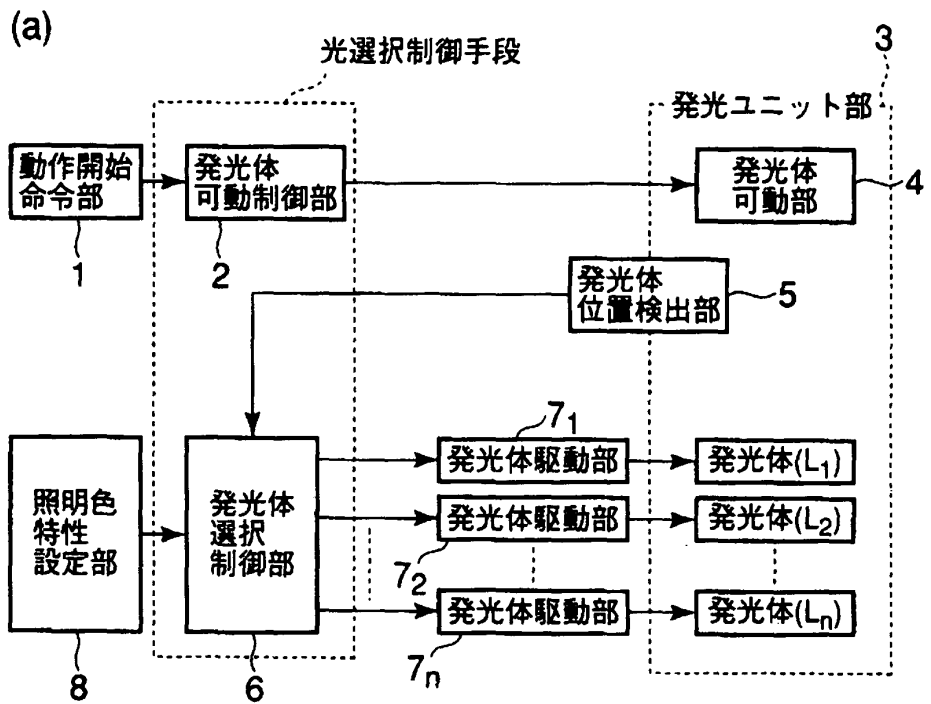 (a)
光選択制御手段
3
発光ユニット部
動作開始
命令部
1
発光体
可動制御部
2
発光体
可動部
4
発光体
位置検出部
5
照明色
特性
設定部
8
発光体
選択
制御部
6
7₁
発光体駆動部
発光体(L₁)
発光体駆動部
7₂
発光体(L₂)
発光体駆動部
7ₙ
発光体(Lₙ)